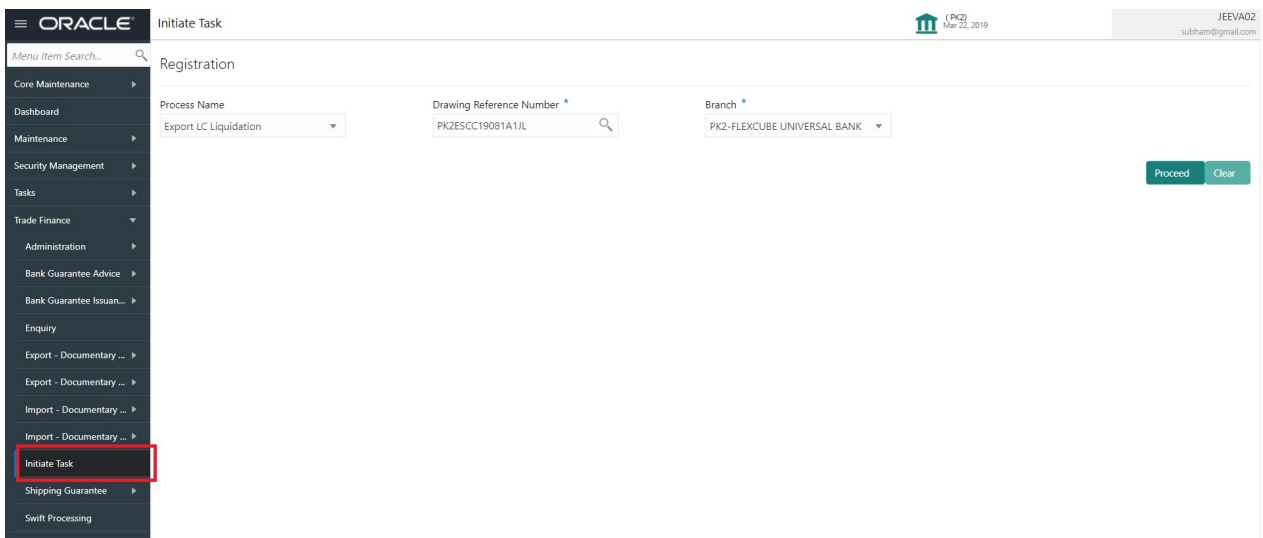 ORACLE
Initiate Task
( PK2)
Mar 22, 2019
JEEVA02
subham@gmail.com
Menu Item Search...
Registration
Core Maintenance
Dashboard
Maintenance
Security Management
Tasks
Trade Finance
Administration
Bank Guarantee Advice
Bank Guarantee Issuan...
Enquiry
Export - Documentary ...
Export - Documentary ...
Import - Documentary ...
Import - Documentary ...
Initiate Task
Shipping Guarantee
Swift Processing
Process Name
Export LC Liquidation
Drawing Reference Number *
PK2ESCC19081A1JL
Branch *
PK2-FLEXCUBE UNIVERSAL BANK
Proceed
Clear